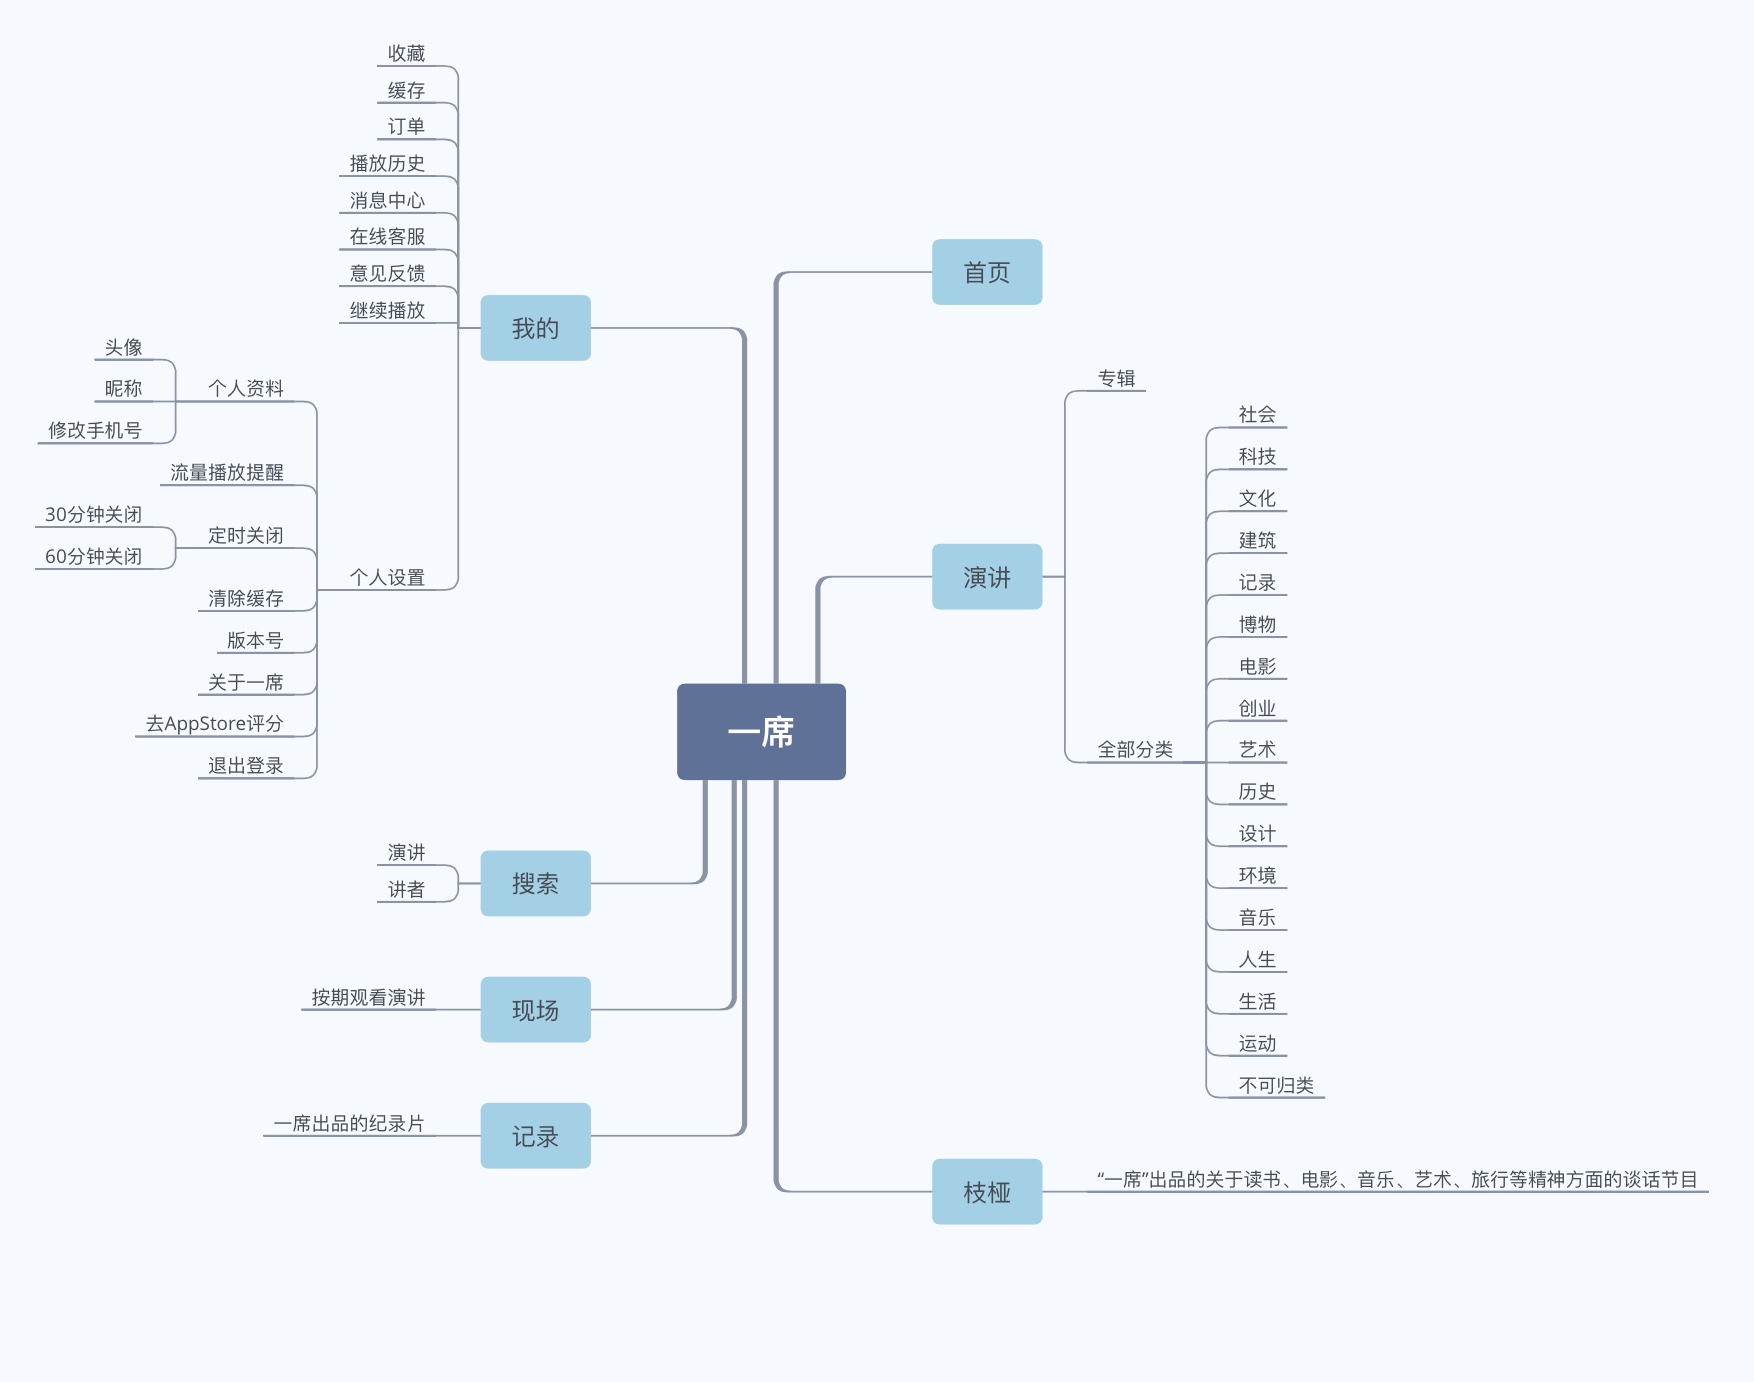 一席
首页
演讲
专辑
全部分类
社会
科技
文化
建筑
记录
博物
电影
创业
艺术
历史
设计
环境
音乐
人生
生活
运动
不可归类
枝桠
“一席”出品的关于读书、电影、音乐、艺术、旅行等精神方面的谈话节目
我的
收藏
缓存
订单
播放历史
消息中心
在线客服
意见反馈
继续播放
个人设置
个人资料
头像
昵称
修改手机号
流量播放提醒
定时关闭
30分钟关闭
60分钟关闭
清除缓存
版本号
关于一席
去AppStore评分
退出登录
搜索
演讲
讲者
现场
按期观看演讲
记录
一席出品的纪录片